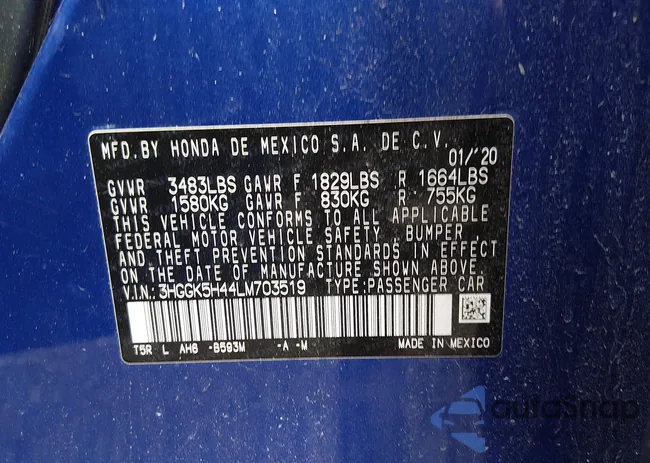 MFD.BY HONDA DE MEXICO S.A. DE C.V.
01/'20
GVWR 3483LBS GAWR F 1829LBS R 1664LBS
GVWR 1580KG GAWR F 830KG R 755KG
THIS VEHICLE CONFORMS TO ALL APPLICABLE
FEDERAL MOTOR VEHICLE SAFETY , BUMPER ,
AND THEFT PREVENTION STANDARDS IN EFFECT
ON THE DATE OF MANUFACTURE SHOWN ABOVE.
V.I.N.:3HGGK5H44LM703519 TYPE:PASSENGER CAR
T5R L AH6 -B593M -A -M MADE IN MEXICO
autoSnap